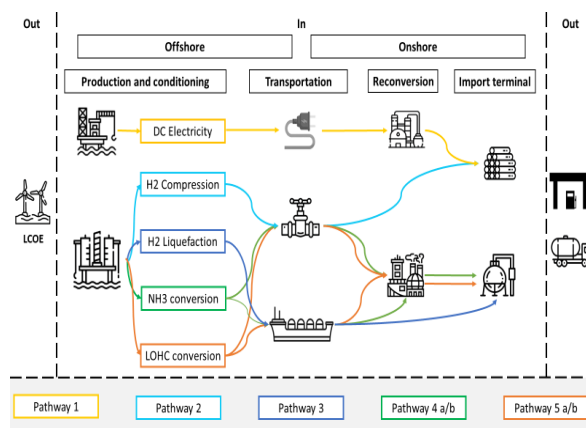 Out
In
Out
Offshore
Onshore
Production and conditioning
Transportation
Reconversion
Import terminal
DC Electricity
H2 Compression
H2 Liquefaction
LCOE
NH3 conversion
LOHC conversion
Pathway 1
Pathway 2
Pathway 3
Pathway 4 a/b
Pathway 5 a/b